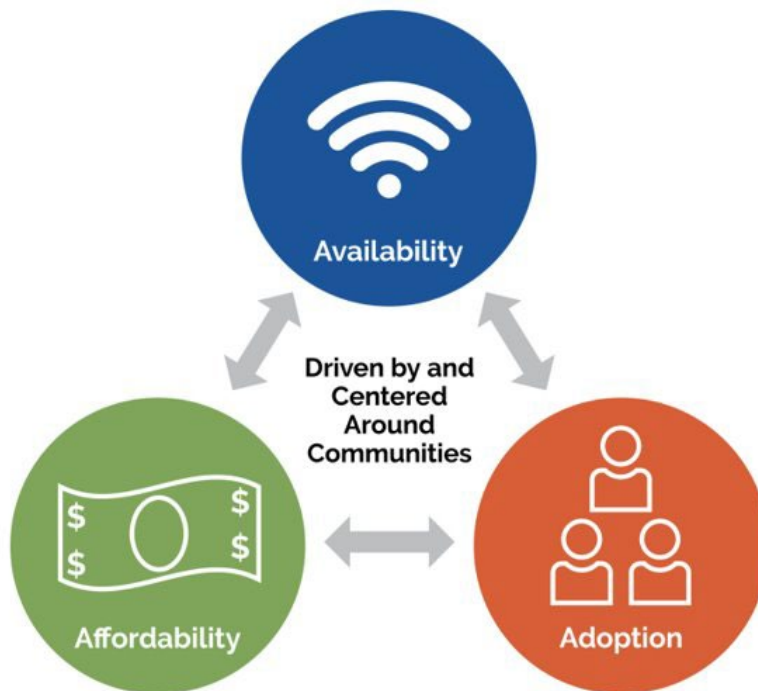 Availability
Driven by and
Centered
Around
Communities
$ $
$ $
Affordability
Adoption